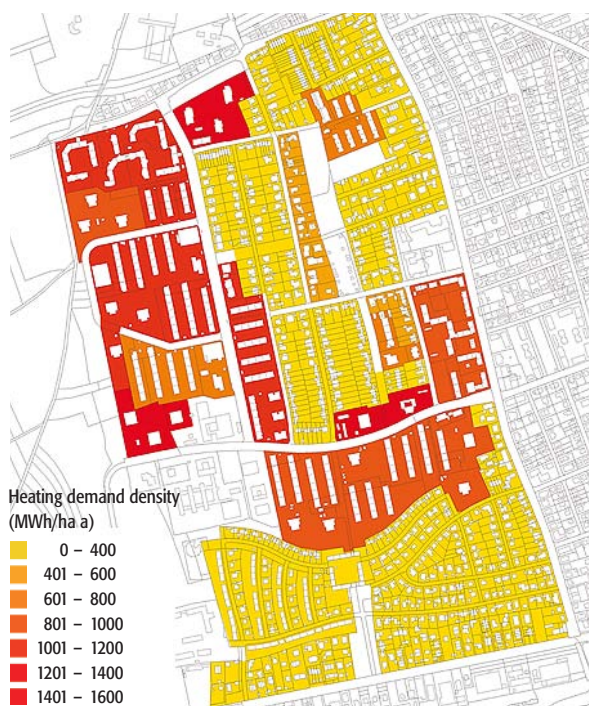 Heating demand density
(MWh/ha a)
0 – 400
401 – 600
601 – 800
801 – 1000
1001 – 1200
1201 – 1400
1401 – 1600